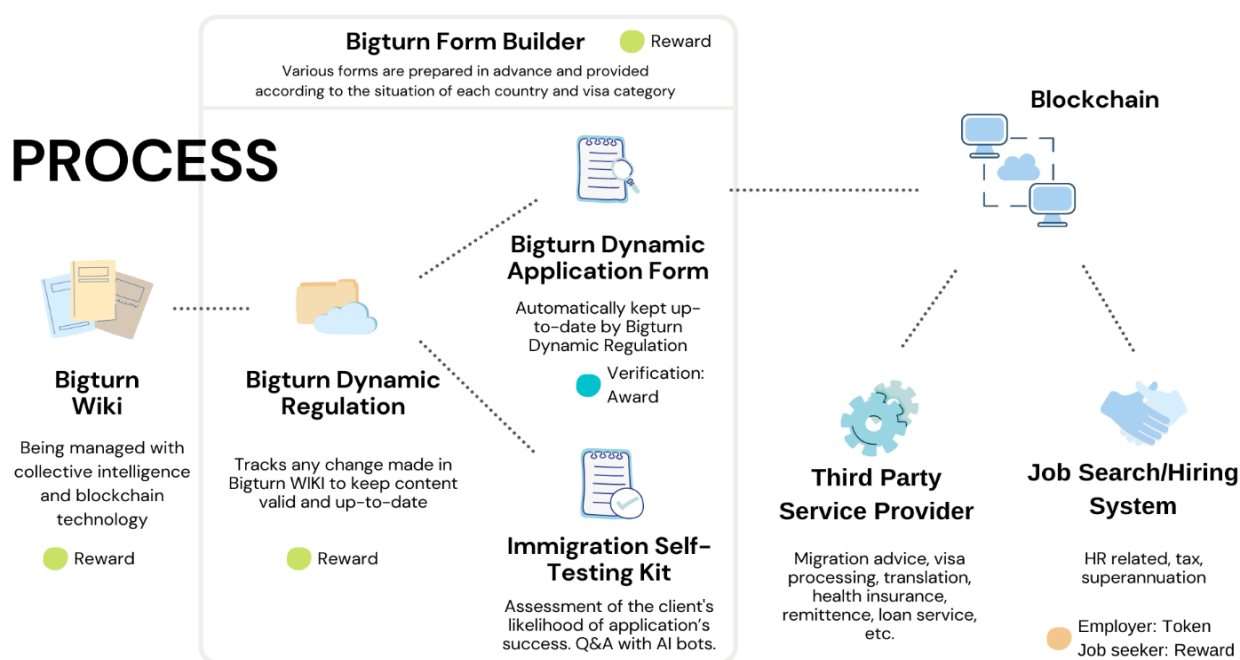 Bigturn Form Builder
Reward
Various forms are prepared in advance and provided
according to the situation of each country and visa category
PROCESS
Blockchain
Bigturn
Wiki
Being managed with
collective intelligence
and blockchain
technology
Reward
Bigturn Dynamic
Regulation
Tracks any change made in
Bigturn WIKI to keep content
valid and up-to-date
Reward
Bigturn Dynamic
Application Form
Automatically kept up-
to-date by Bigturn
Dynamic Regulation
Verification:
Award
Immigration Self-
Testing Kit
Assessment of the client's
likelihood of application's
success. Q&A with AI bots.
Third Party
Service Provider
Migration advice, visa
processing, translation,
health insurance,
remittence, loan service,
etc.
Job Search/Hiring
System
HR related, tax,
superannuation
Employer: Token
Job seeker: Reward